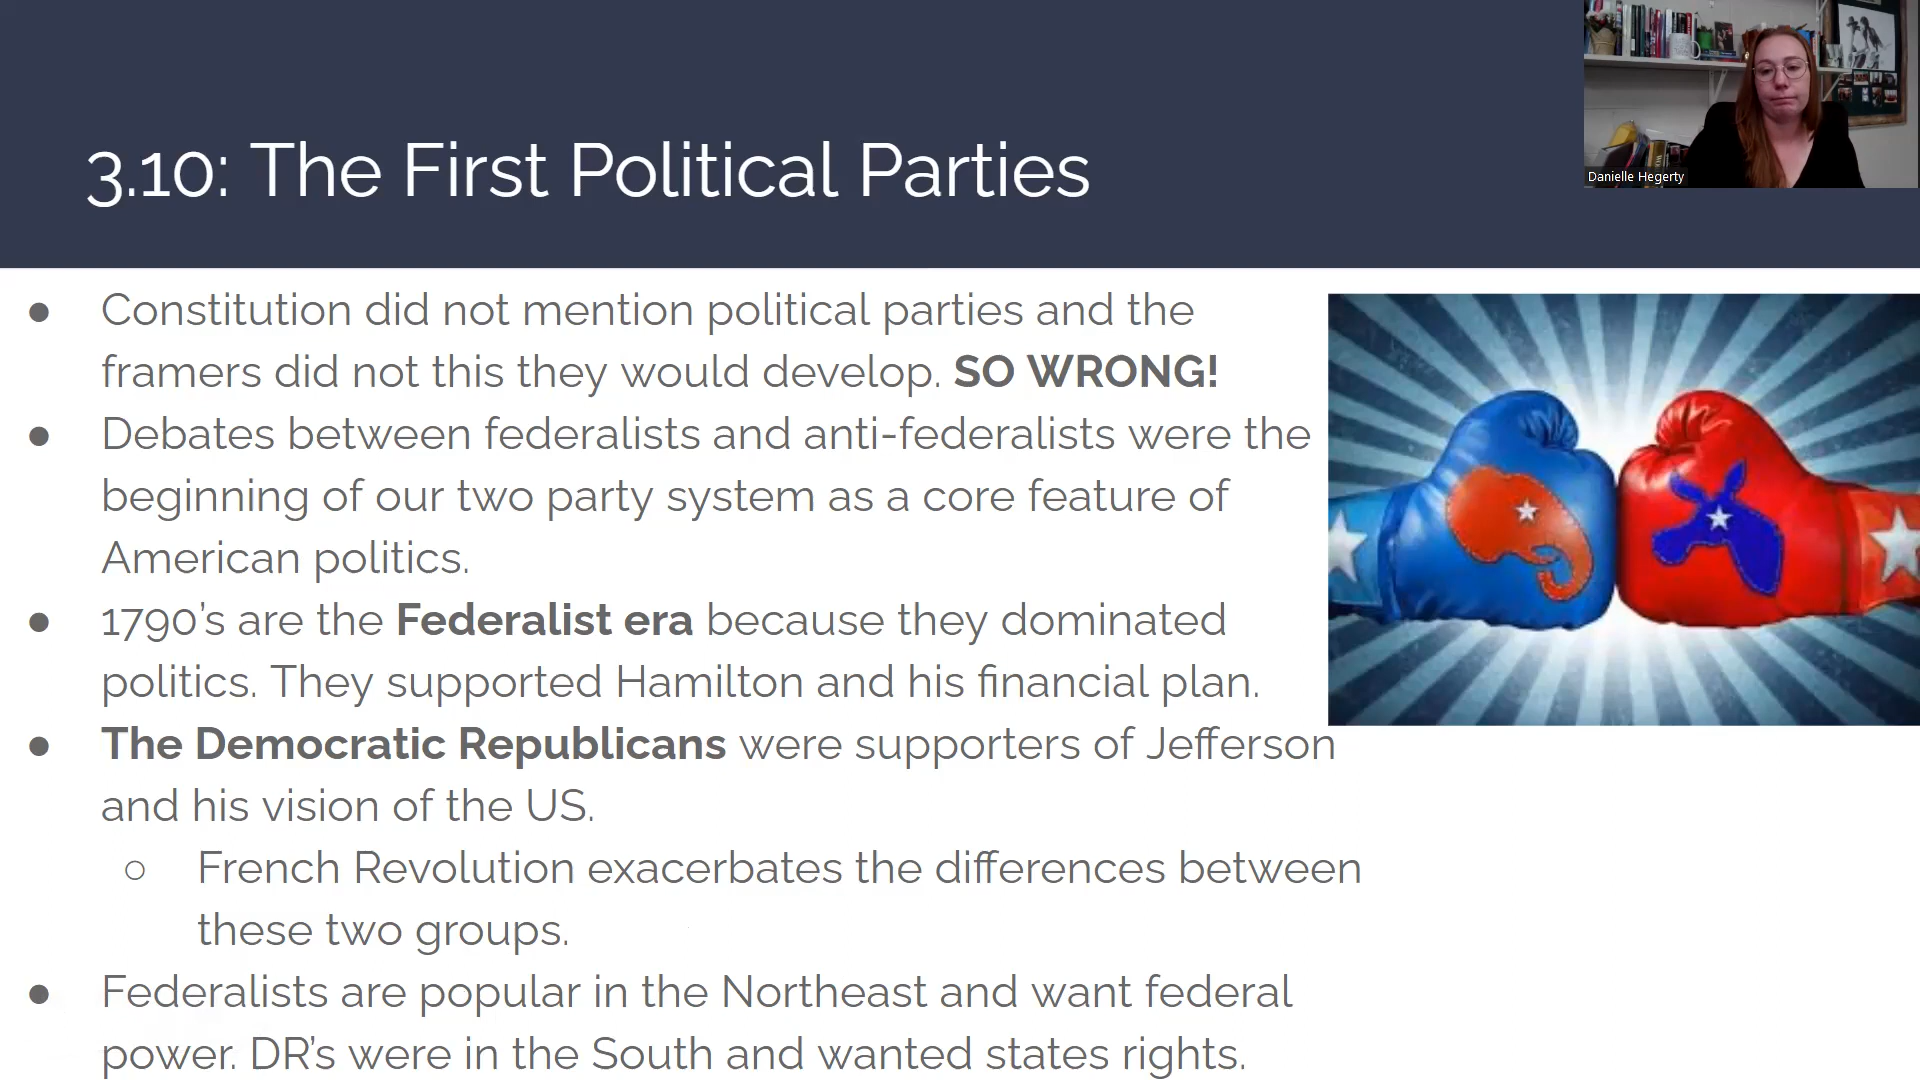 3.10: The First Political Parties
Danielle Hegerty
● Constitution did not mention political parties and the
framers did not this they would develop. SO WRONG!
● Debates between federalists and anti-federalists were the
beginning of our two party system as a core feature of
American politics.
● 1790’s are the Federalist era because they dominated
politics. They supported Hamilton and his financial plan.
● The Democratic Republicans were supporters of Jefferson
and his vision of the US.
○ French Revolution exacerbates the differences between
these two groups.
● Federalists are popular in the Northeast and want federal
power. DR’s were in the South and wanted states rights.